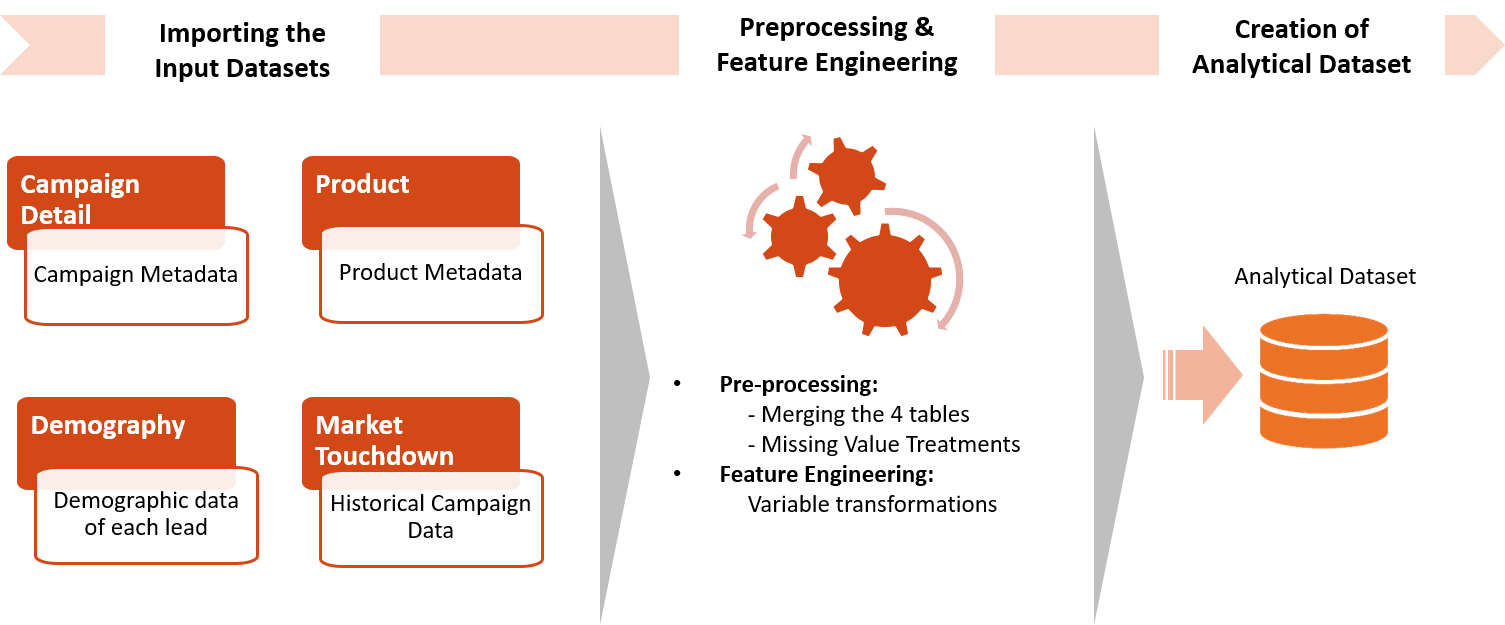 Importing the
Input Datasets
Preprocessing &
Feature Engineering
Creation of
Analytical Dataset
Campaign
Detail
Campaign Metadata
Product
Product Metadata
Demography
Demographic data
of each lead
Market
Touchdown
Historical Campaign
Data
• Pre-processing:
- Merging the 4 tables
- Missing Value Treatments
• Feature Engineering:
Variable transformations
Analytical Dataset